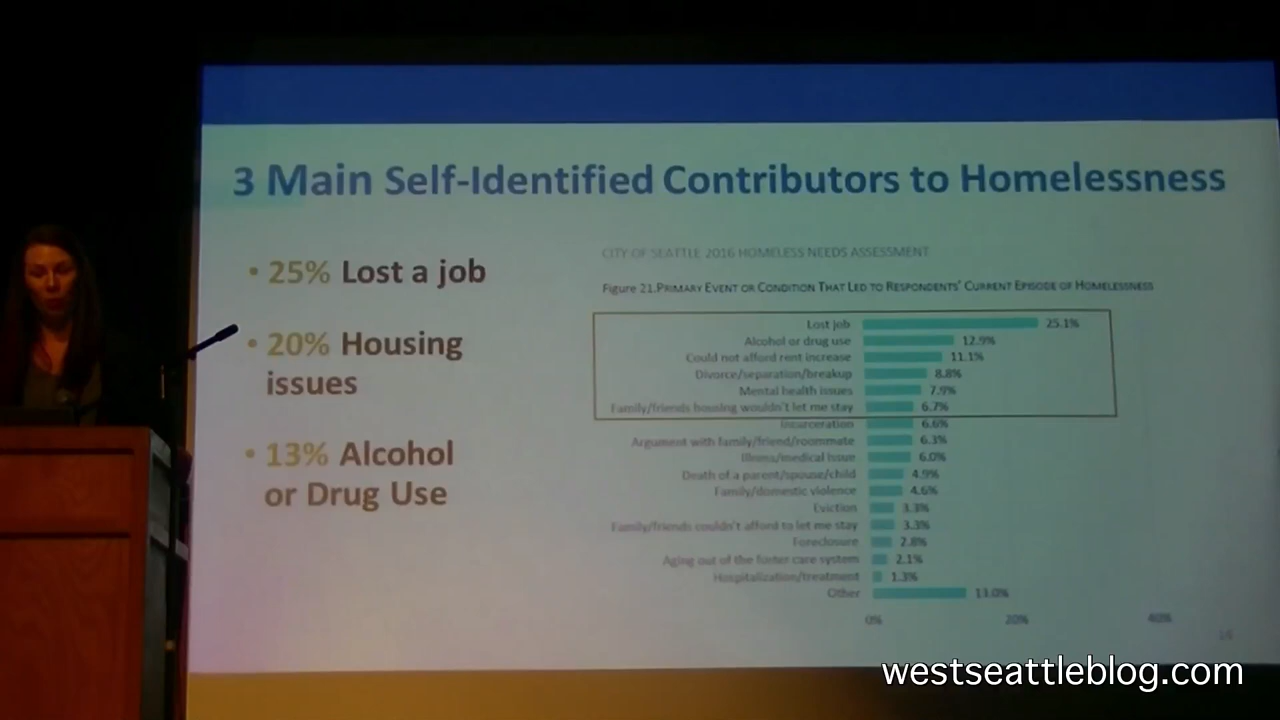 3 Main Self-Identified Contributors to Homelessness
• 25% Lost a job
• 20% Housing
issues
• 13% Alcohol
or Drug Use
CITY OF SEATTLE 2016 HOMELESS NEEDS ASSESSMENT
Figure 21. PRIMARY EVENT OR CONDITION THAT LED TO RESPONDENTS' CURRENT EPISODE OF HOMELESSNESS
Lost job 25.1%
Alcohol or drug use 12.9%
Could not afford rent increase 11.1%
Divorce/separation/breakup 8.8%
Mental health issues 7.9%
Family/friends housing wouldn't let me stay 6.7%
Incarceration 6.6%
Argument with family/friend/roommate 6.3%
Illness/medical issue 6.0%
Death of a parent/spouse/child 4.9%
Family/domestic violence 4.6%
Eviction 3.3%
Family/friends couldn't afford to let me stay 3.3%
Foreclosure 2.8%
Aging out of the foster care system 2.1%
Hospitalization/treatment 1.3%
Other 13.0%
0% 20% 40%
westseattleblog.com